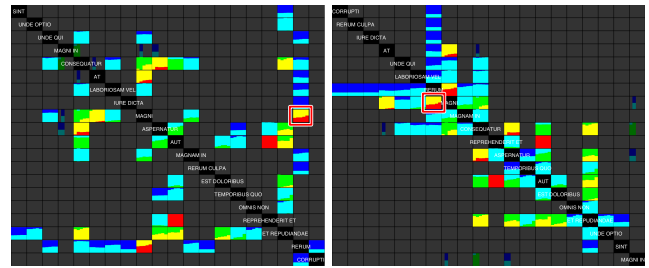 SINT
UNDE OPTIO
UNDE QUI
MAGNI IN
CONSEQUATUR
AT
LABORIOSAM VEL
IURE DICTA
MAGNI
ASPERNATUR
AUT
MAGNAM IN
RERUM CULPA
EST DOLORIBUS
TEMPORIBUS QUO
OMNIS NON
REPREHENDERIT ET
ET REPUDIANDAE
RERUM
CORRUPTI
CORRUPTI
RERUM CULPA
IURE DICTA
AT
UNDE QUI
LABORIOSAM VEL
RERUM
MAGNI
MAGNAM IN
CONSEQUATUR
REPREHENDERIT ET
ASPERNATUR
TEMPORIBUS QUO
AUT
EST DOLORIBUS
OMNIS NON
ET REPUDIANDAE
UNDE OPTIO
SINT
MAGNI IN